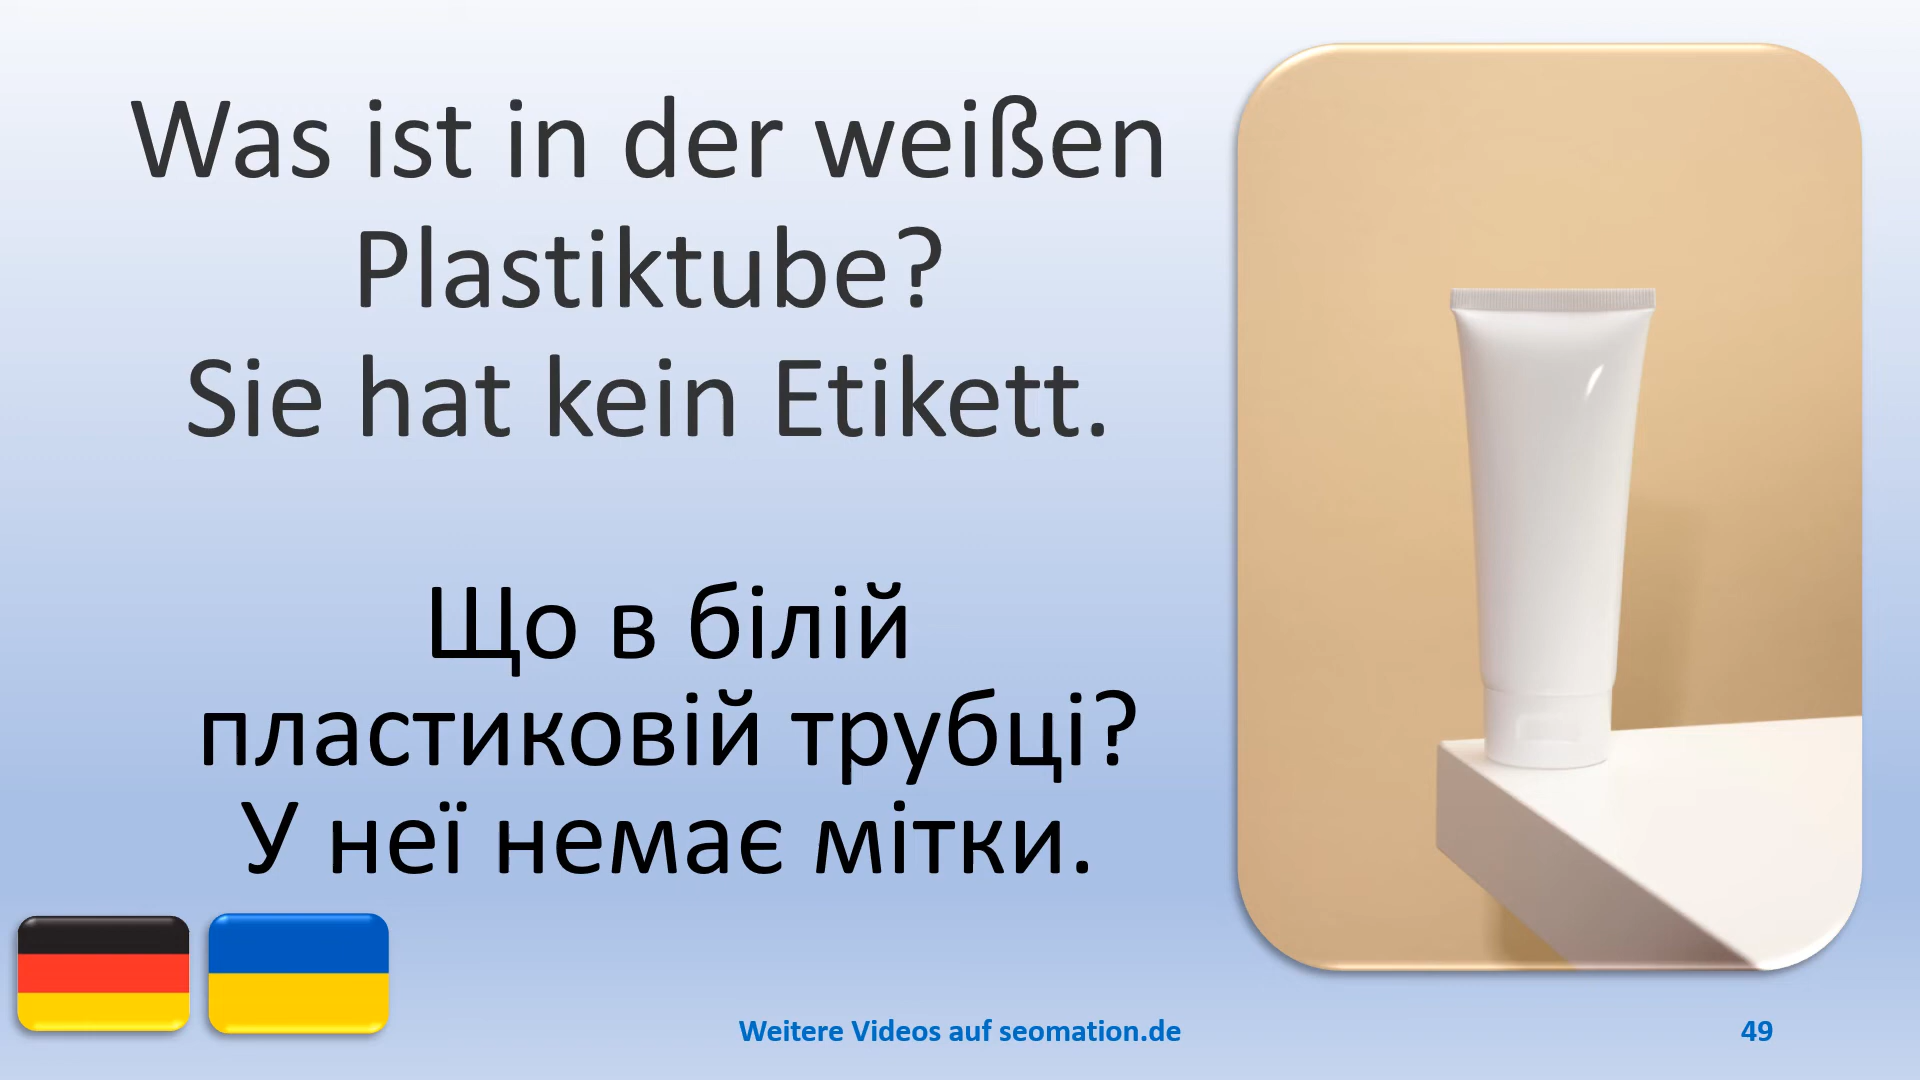 Was ist in der weißen
Plastiktube?
Sie hat kein Etikett.
Що в білій
пластиковій трубці?
У неї немає мітки.
Weitere Videos auf seomation.de
49